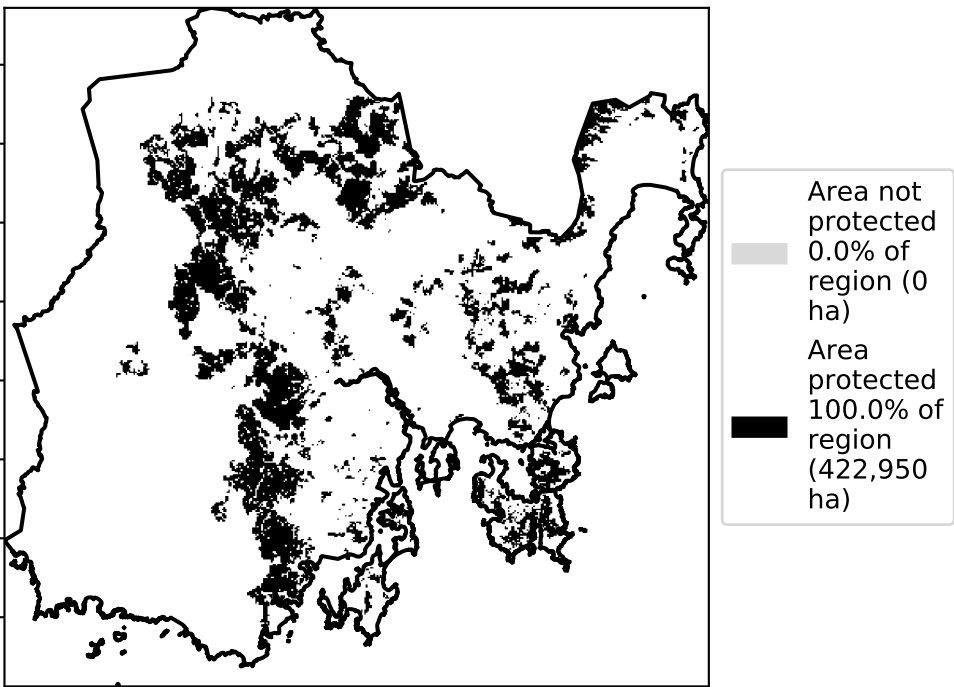 Area not
protected
0.0% of
region (0
ha)
Area
protected
100.0% of
region
(422,950
ha)